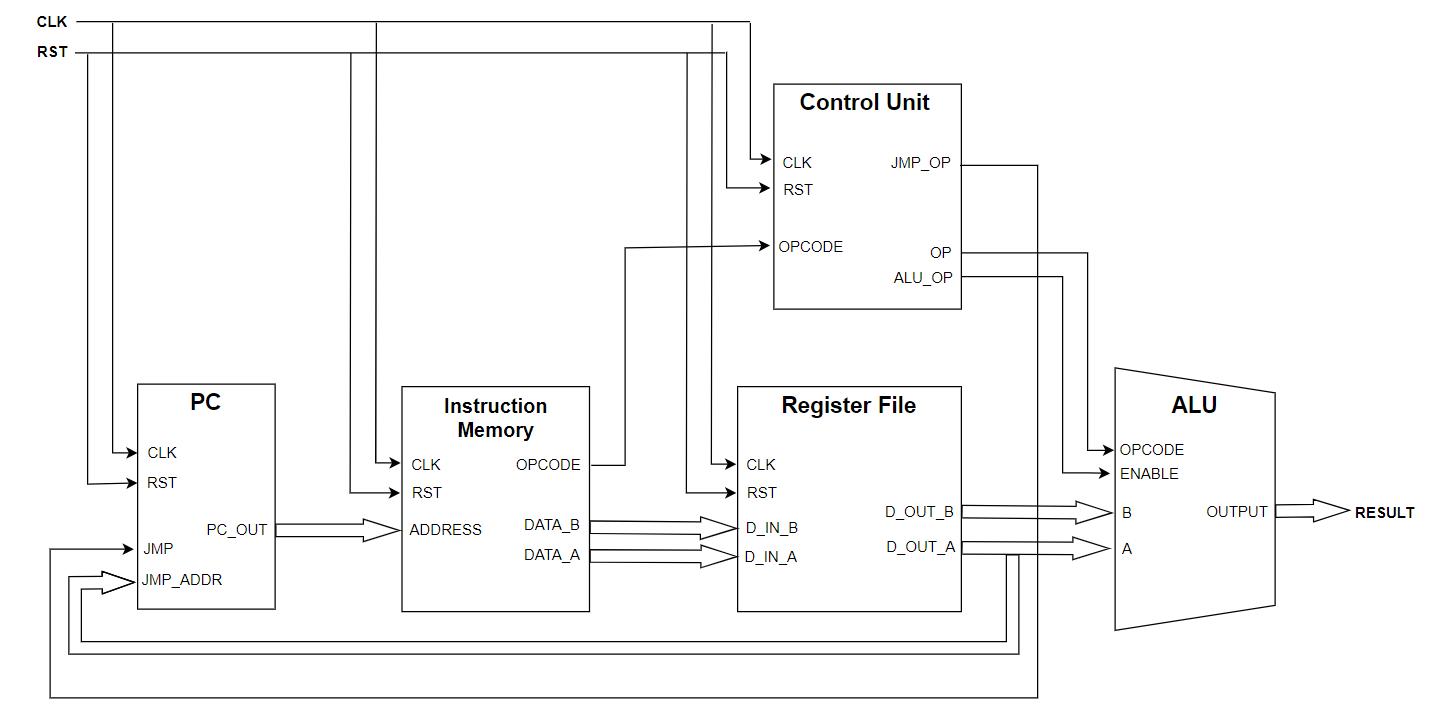 CLK
RST
Control Unit
CLK
JMP_OP
RST
OPCODE
OP
ALU_OP
PC
CLK
RST
PC_OUT
JMP
JMP_ADDR
Instruction
Memory
CLK
OPCODE
RST
ADDRESS
DATA_B
DATA_A
Register File
CLK
RST
D_IN_B
D_OUT_B
D_IN_A
D_OUT_A
ALU
OPCODE
ENABLE
B
OUTPUT
A
RESULT